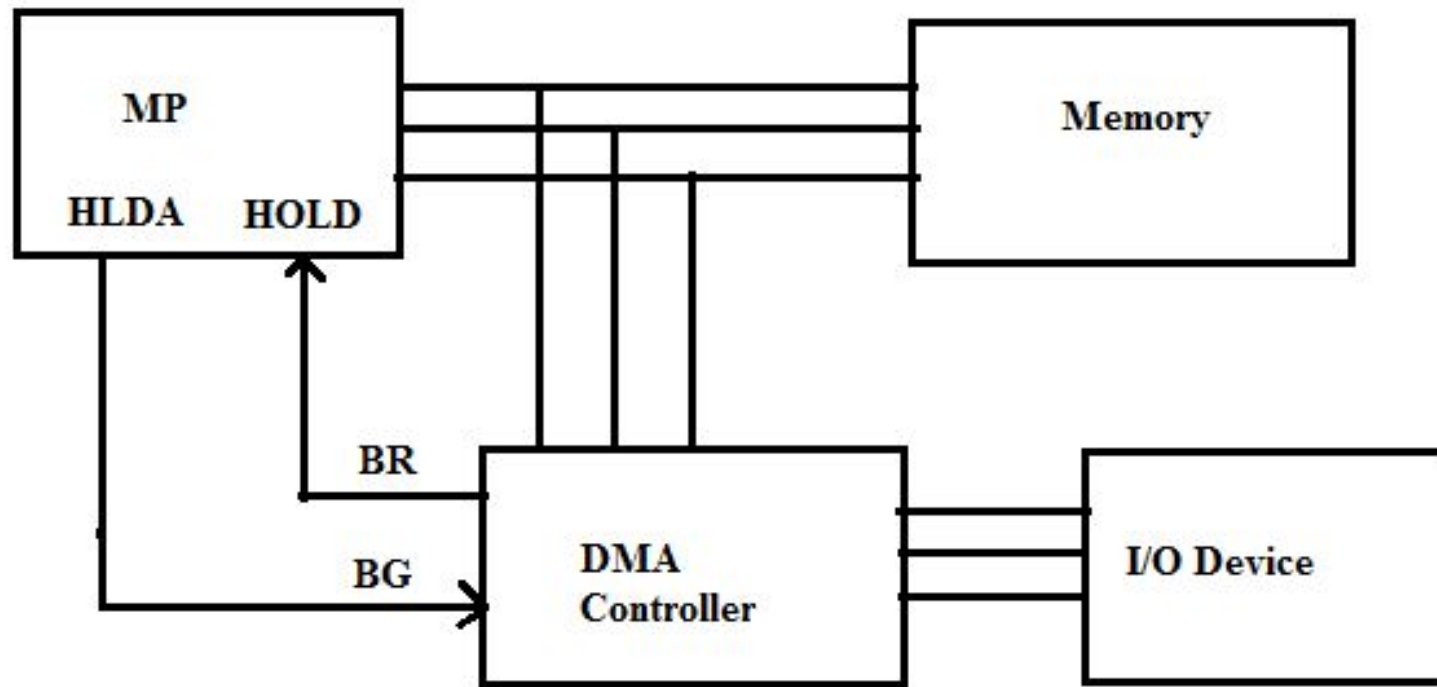 MP
Memory
HLDA
HOLD
BR
BG
DMA
Controller
I/O Device